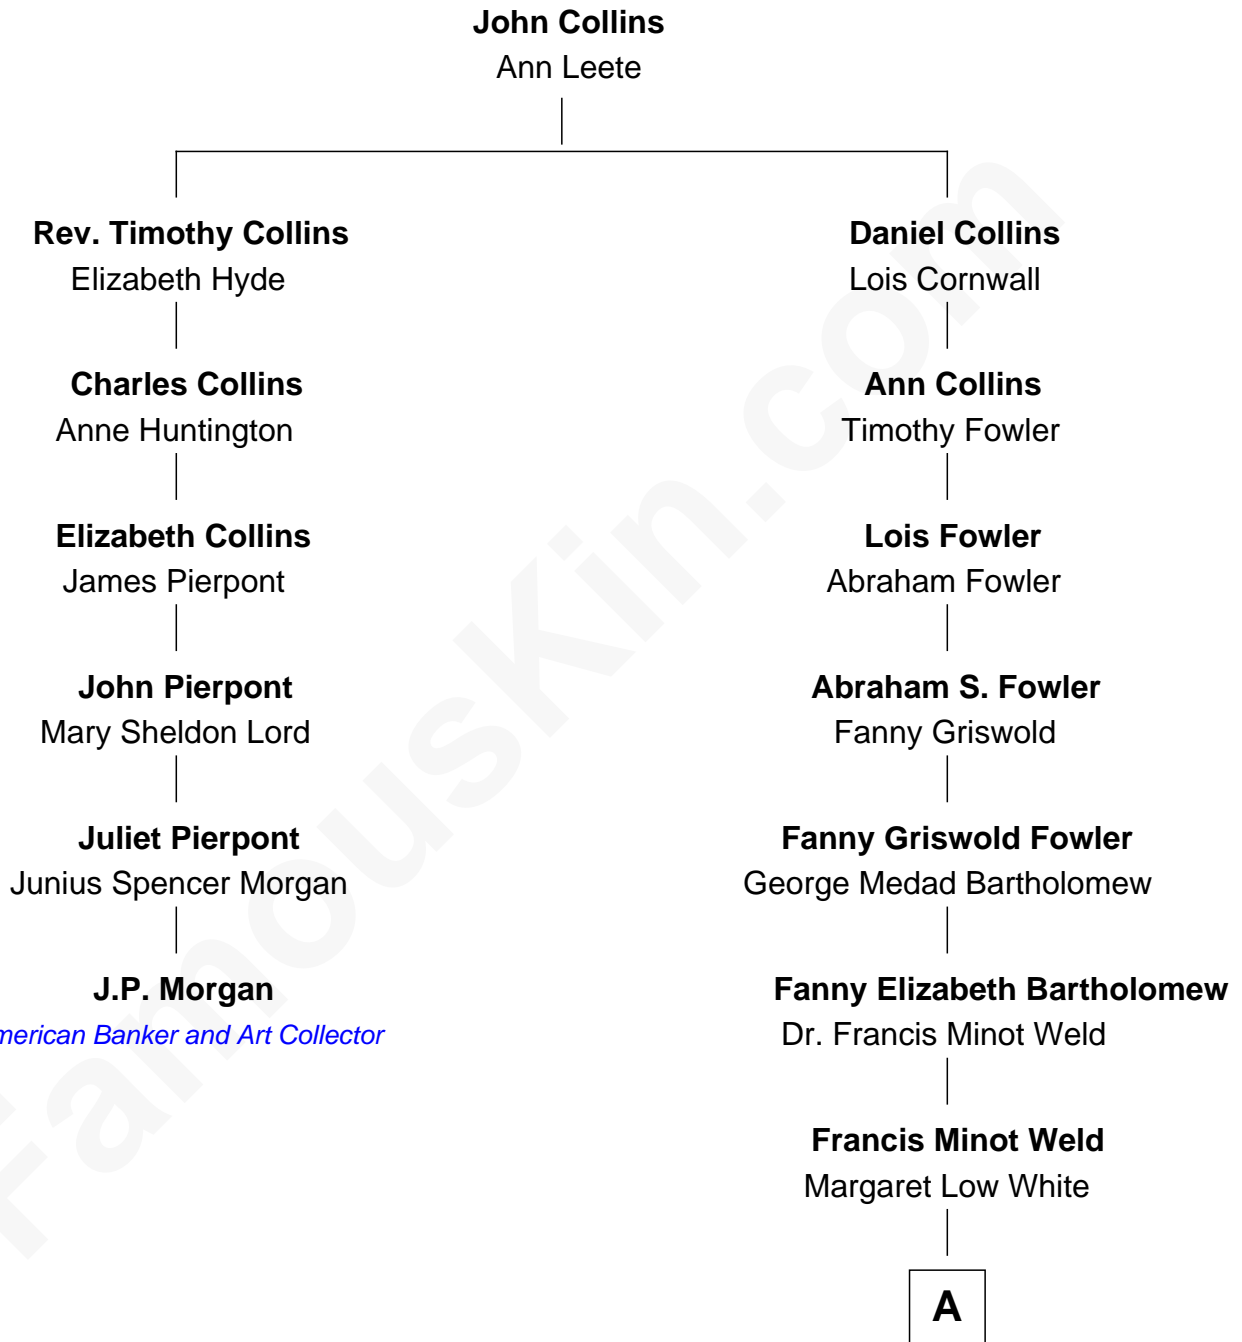 John Collins
Ann Leete
Rev. Timothy Collins
Elizabeth Hyde
Charles Collins
Anne Huntington
Elizabeth Collins
James Pierpont
John Pierpont
Mary Sheldon Lord
Juliet Pierpont
Junius Spencer Morgan
J.P. Morgan
merican Banker and Art Collector
Daniel Collins
Lois Cornwall
Ann Collins
Timothy Fowler
Lois Fowler
Abraham Fowler
Abraham S. Fowler
Fanny Griswold
Fanny Griswold Fowler
George Medad Bartholomew
Fanny Elizabeth Bartholomew
Dr. Francis Minot Weld
Francis Minot Weld
Margaret Low White
A
FamousKin.com